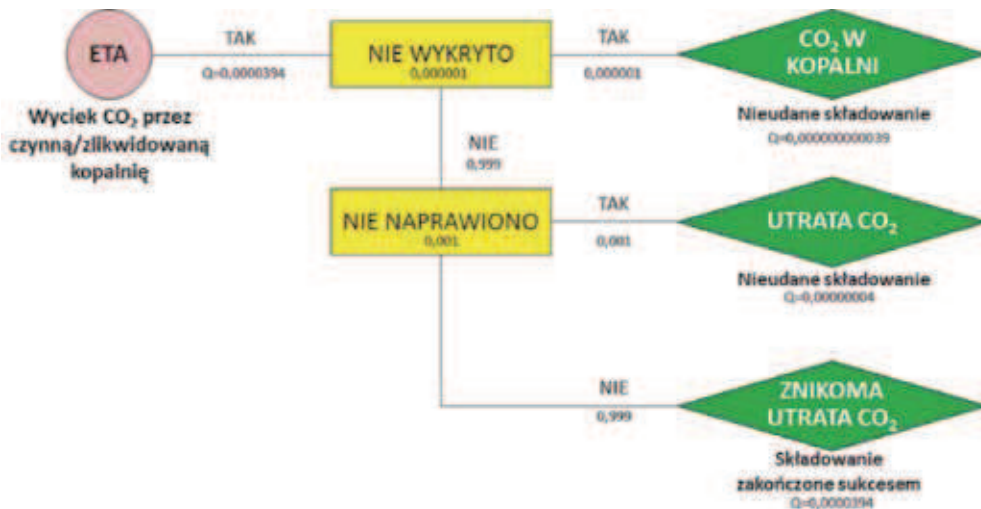 ETA
TAK
Q=0,0000394
NIE WYKRYTO
0,000001
TAK
0,000001
CO₂ W
KOPALNI
Wyciek CO₂ przez
czynną/zlikwidowaną
kopalnię
Nieudane składowanie
Q=0,000000000039
NIE
0,999
NIE NAPRAWIONO
0,001
TAK
0,001
UTRATA CO₂
Nieudane składowanie
Q=0,00000004
NIE
0,999
ZNIKOMA
UTRATA CO₂
Składowanie
zakończone sukcesem
Q=0,0000394